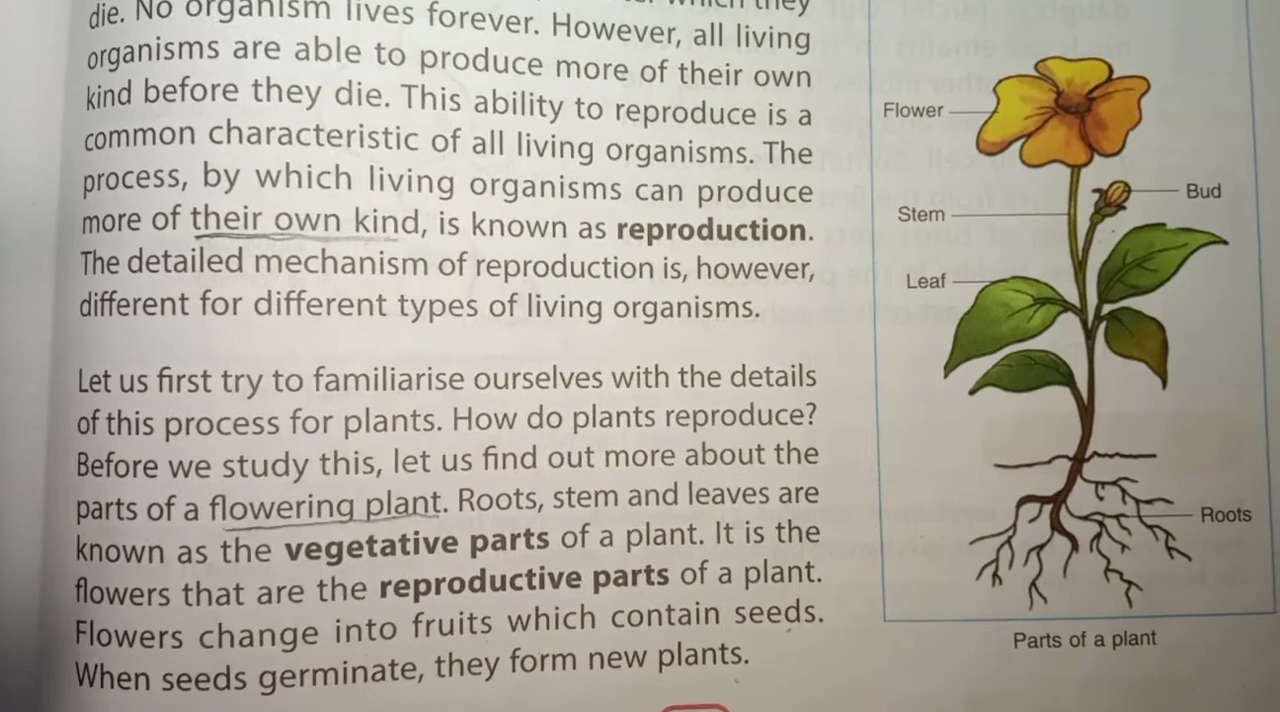 which they
die. No organism lives forever. However, all living
organisms are able to produce more of their own
kind before they die. This ability to reproduce is a
common characteristic of all living organisms. The
process, by which living organisms can produce
more of their own kind, is known as reproduction.
The detailed mechanism of reproduction is, however,
different for different types of living organisms.
Let us first try to familiarise ourselves with the details
of this process for plants. How do plants reproduce?
Before we study this, let us find out more about the
parts of a flowering plant. Roots, stem and leaves are
known as the vegetative parts of a plant. It is the
flowers that are the reproductive parts of a plant.
Flowers change into fruits which contain seeds.
When seeds germinate, they form new plants.
Flower
Bud
Stem
Leaf
Roots
Parts of a plant